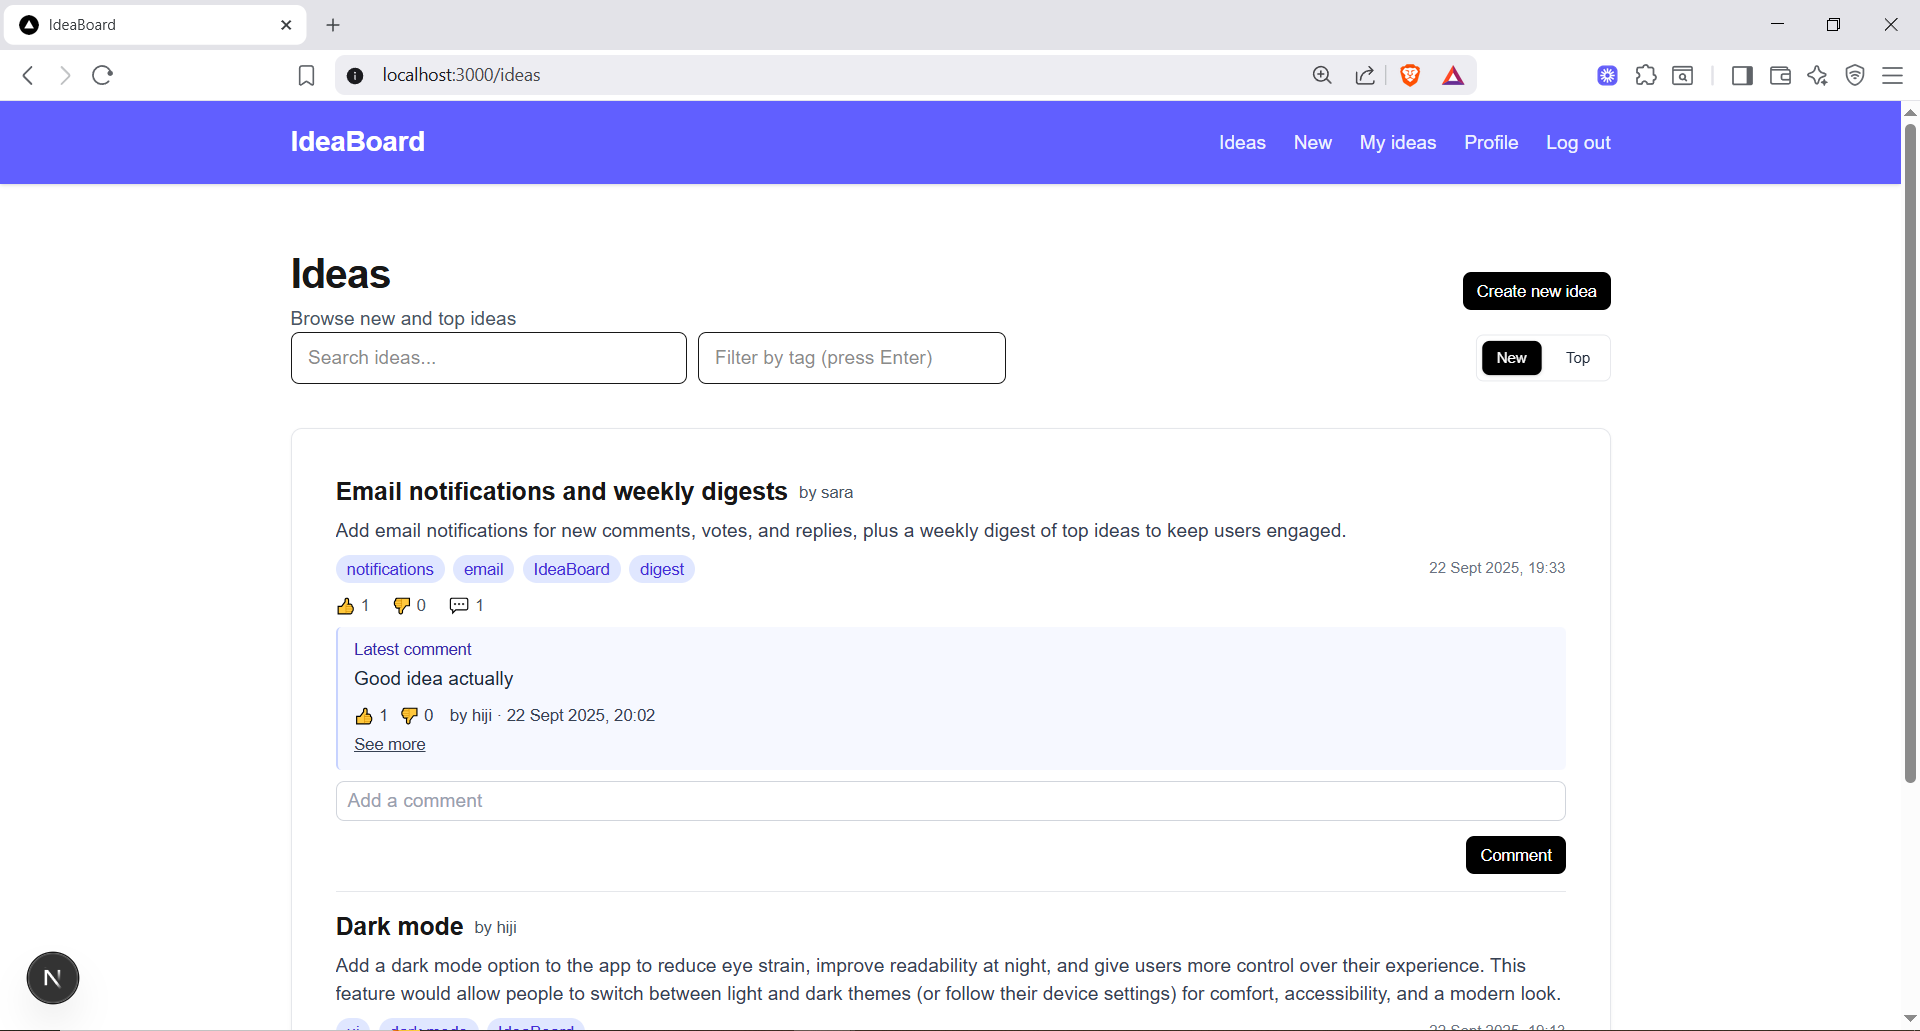 IdeaBoard
localhost:3000/ideas
IdeaBoard
Ideas New My ideas Profile Log out
Ideas
Create new idea
Browse new and top ideas
Search ideas...
Filter by tag (press Enter)
New Top
Email notifications and weekly digests by sara
Add email notifications for new comments, votes, and replies, plus a weekly digest of top ideas to keep users engaged.
notifications email IdeaBoard digest
22 Sept 2025, 19:33
1 0 1
Latest comment
Good idea actually
1 0 by hiji · 22 Sept 2025, 20:02
See more
Add a comment
Comment
Dark mode by hiji
Add a dark mode option to the app to reduce eye strain, improve readability at night, and give users more control over their experience. This
feature would allow people to switch between light and dark themes (or follow their device settings) for comfort, accessibility, and a modern look.
N
ui dark mode IdeaBoard